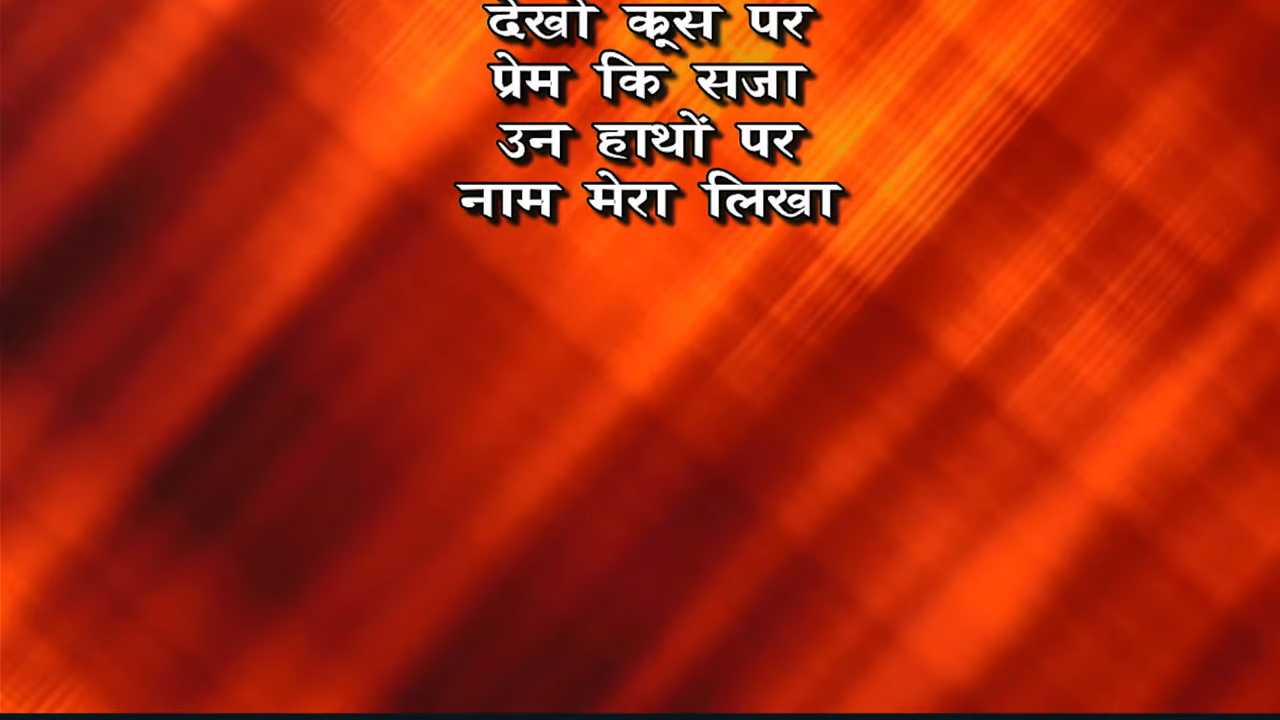 देखो क्रूस पर
प्रेम कि सजा
उन हाथों पर
नाम मेरा लिखा